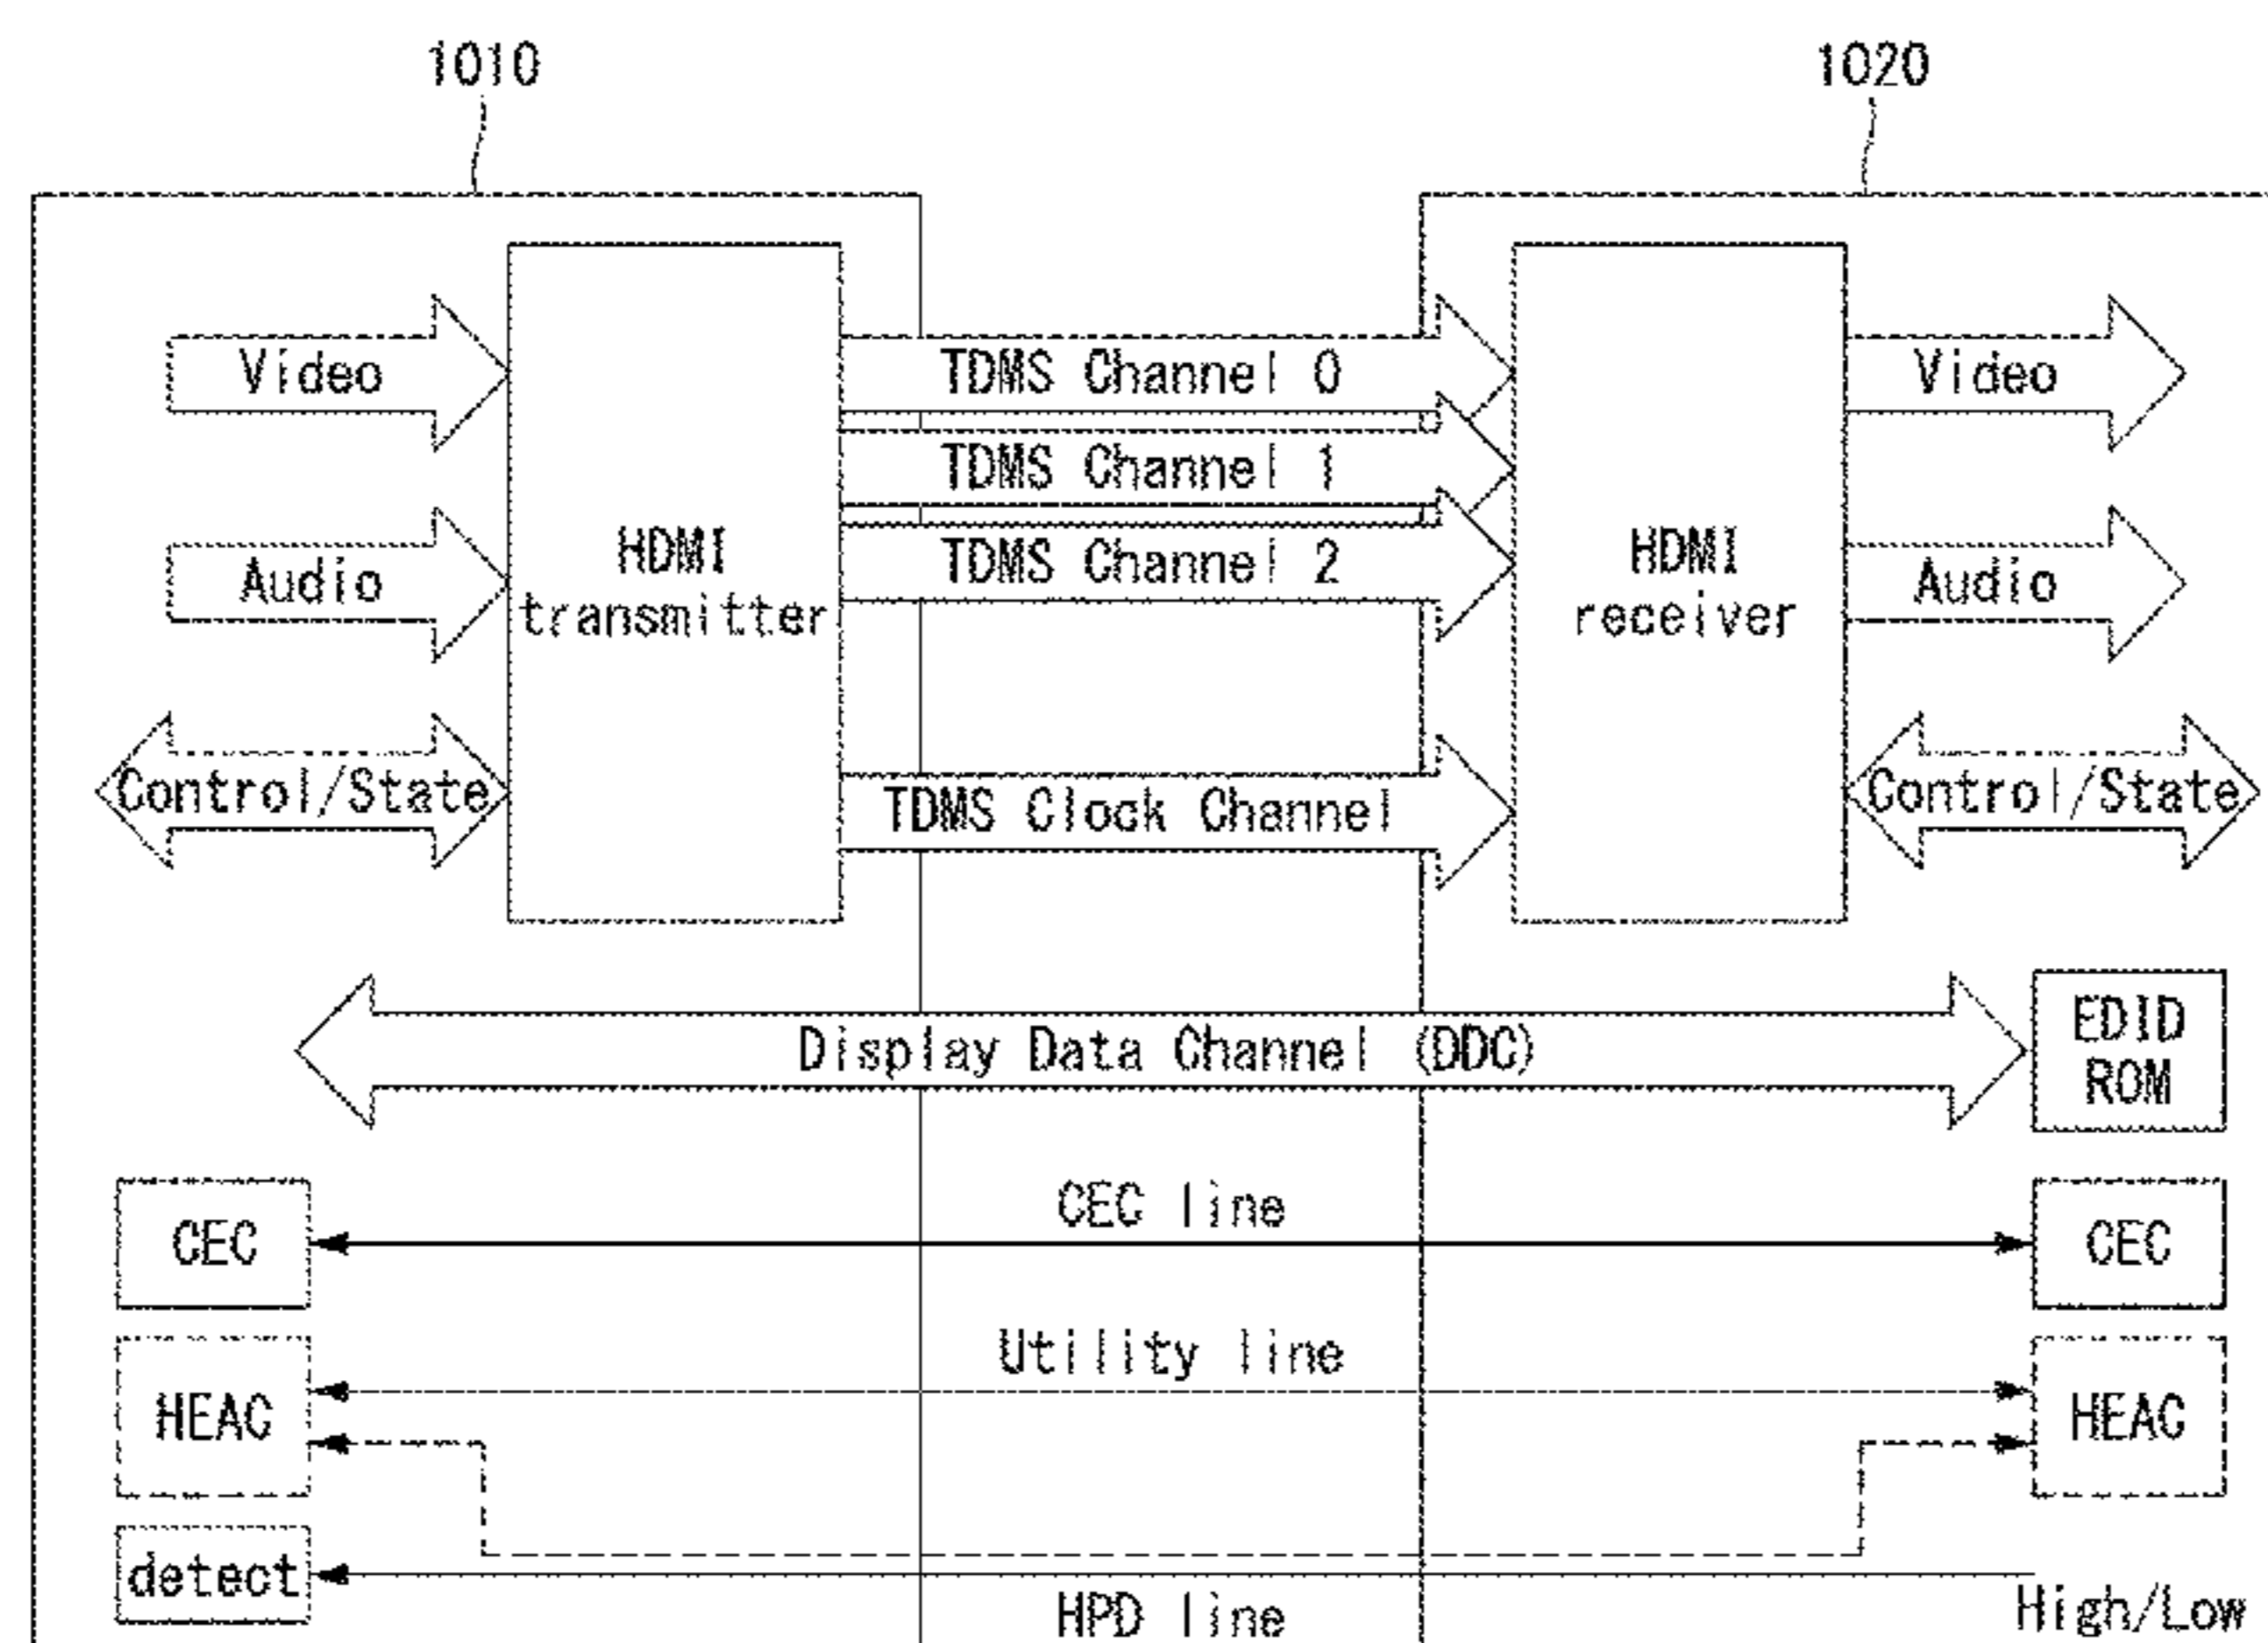 1010
1020
Video
TDMS Channel 0
Video
TDMS Channel 1
Audio
HDMI
transmitter
TDMS Channel 2
HDMI
receiver
Audio
Control/State
TDMS Clock Channel
Control/State
Display Data Channel (DDC)
EDID
ROM
CEC
CEC line
CEC
Utility line
HEAC
HEAC
detect
HPD line
High/Low